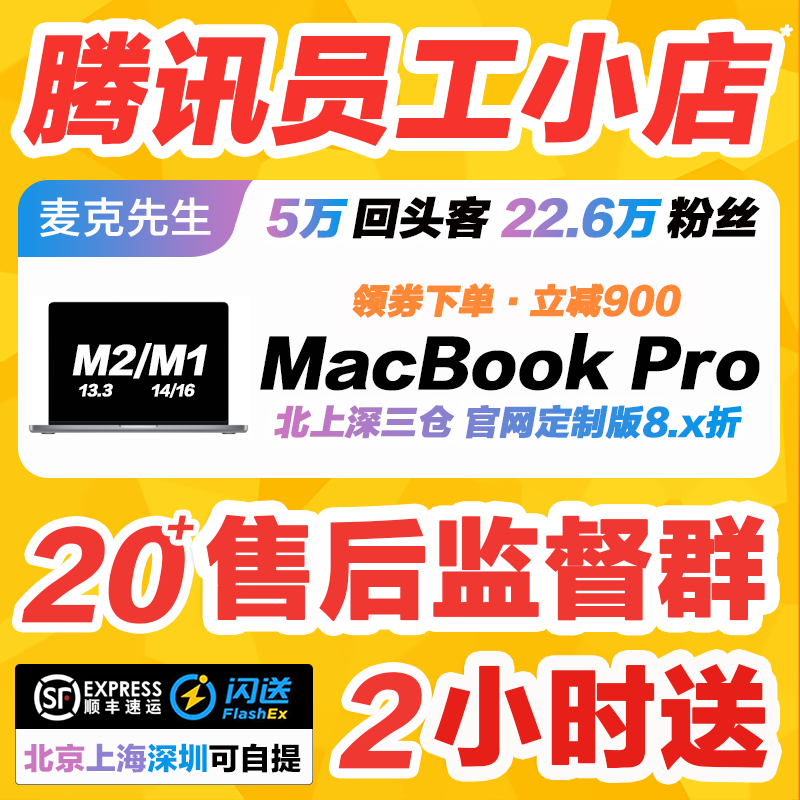 腾讯员工小店*
麦克先生 5万 回头客 22.6万 粉丝
领券下单·立减900
M2/M1
13.3 14/16
MacBook Pro
北上深三仓 官网定制版8.x折
20+售后监督群
SF EXPRESS
顺丰速运
闪送
FlashEx
北京上海深圳可自提
2小时送